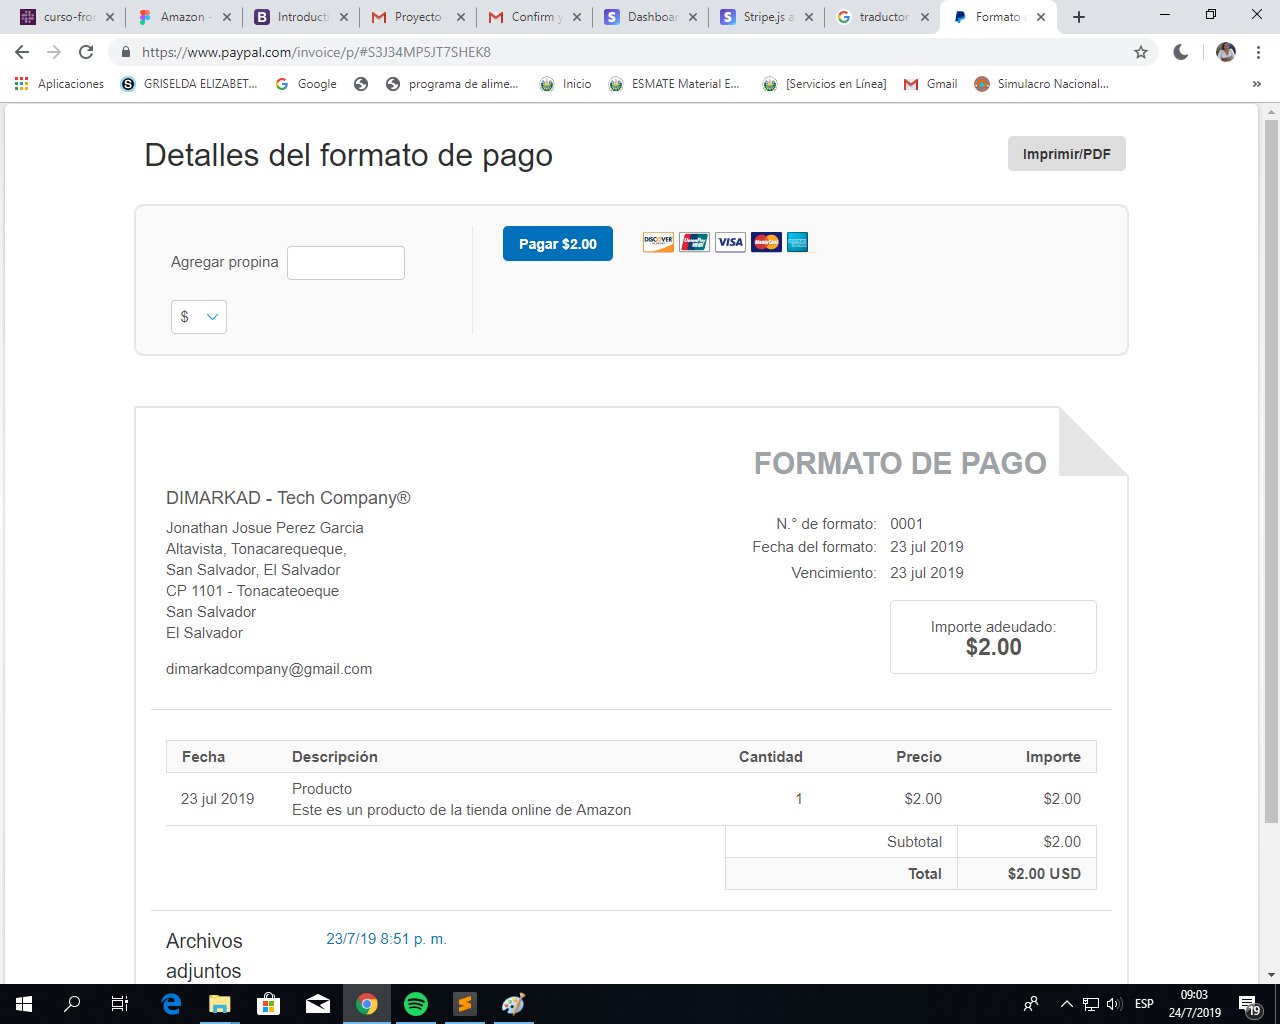 curso-fror
Amazon -
Introducti
Proyecto
Confirm y
Dashboar
Stripe.js a
traductor
Formato
https://www.paypal.com/invoice/p/#S3J34MP5JT7SHEK8
Aplicaciones
GRISELDA ELIZABET...
Google
programa de alime...
Inicio
ESMATE Material E...
[Servicios en Línea]
Gmail
Simulacro Nacional...
Detalles del formato de pago
Imprimir/PDF
Agregar propina
$
Pagar $2.00
DISCOVER
UnionPay
VISA
MasterCard
FORMATO DE PAGO
DIMARKAD - Tech Company®
Jonathan Josue Perez Garcia
Altavista, Tonacarequeque,
San Salvador, El Salvador
CP 1101 - Tonacateoeque
San Salvador
El Salvador
dimarkadcompany@gmail.com
N.° de formato: 0001
Fecha del formato: 23 jul 2019
Vencimiento: 23 jul 2019
Importe adeudado:
$2.00
Fecha Descripción Cantidad Precio Importe
23 jul 2019 Producto
Este es un producto de la tienda online de Amazon 1 $2.00 $2.00
Subtotal $2.00
Total $2.00 USD
Archivos
adjuntos
23/7/19 8:51 p. m.
ESP
09:03
24/7/2019
19